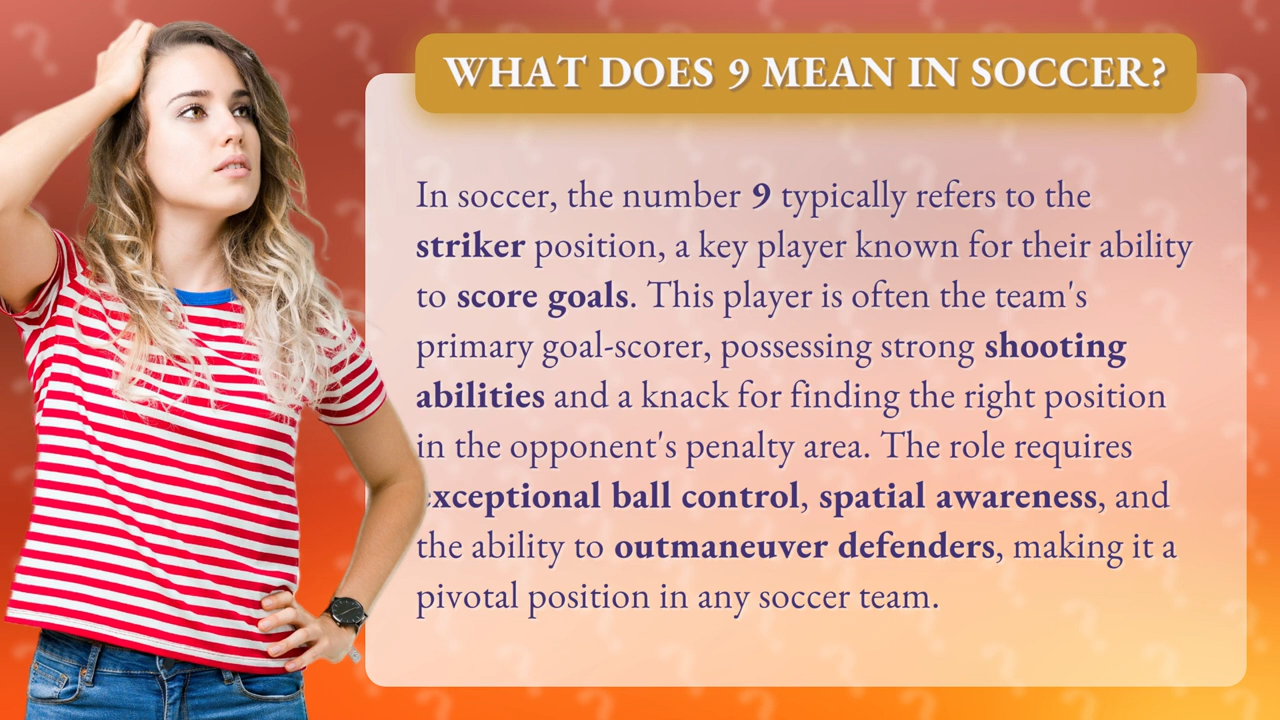 WHAT DOES 9 MEAN IN SOCCER?
In soccer, the number 9 typically refers to the
striker position, a key player known for their ability
to score goals. This player is often the team's
primary goal-scorer, possessing strong shooting
abilities and a knack for finding the right position
in the opponent's penalty area. The role requires
exceptional ball control, spatial awareness, and
the ability to outmaneuver defenders, making it a
pivotal position in any soccer team.